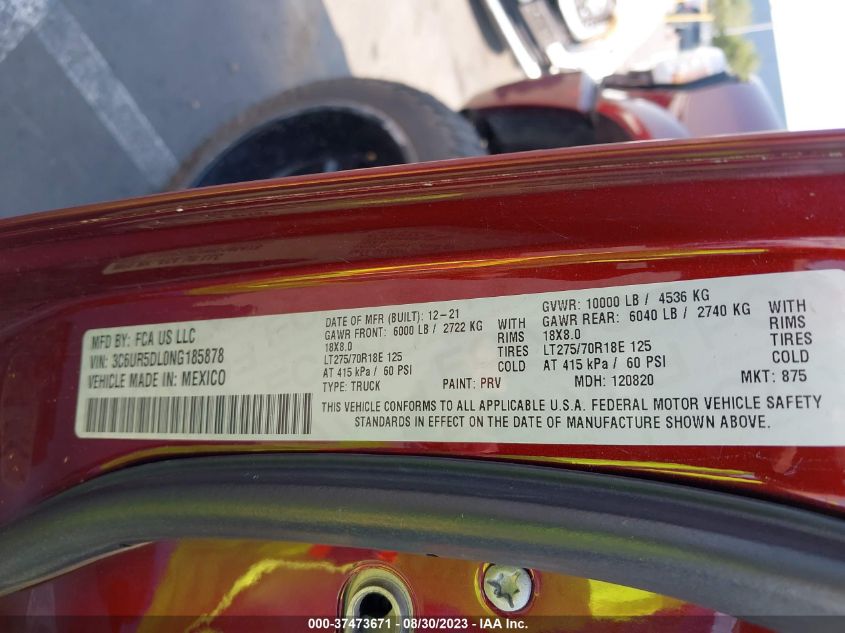 MFD BY: FCA US LLC
VIN: 3C6UR5DL0NG185878
VEHICLE MADE IN: MEXICO
DATE OF MFR (BUILT): 12-21
GAWR FRONT: 6000 LB / 2722 KG WITH
18X8.0 RIMS
LT275/70R18E 125 TIRES
AT 415 kPa / 60 PSI COLD
TYPE: TRUCK PAINT: PRV
GVWR: 10000 LB / 4536 KG
GAWR REAR: 6040 LB / 2740 KG WITH
18X8.0 RIMS
LT275/70R18E 125 TIRES
AT 415 kPa / 60 PSI COLD
MDH: 120820 MKT: 875
THIS VEHICLE CONFORMS TO ALL APPLICABLE U.S.A. FEDERAL MOTOR VEHICLE SAFETY
STANDARDS IN EFFECT ON THE DATE OF MANUFACTURE SHOWN ABOVE.
000-37473671 - 08/30/2023 - IAAI.com